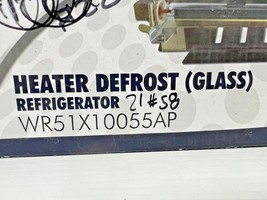 HEATER DEFROST (GLASS)
REFRIGERATOR 21#58
WR51X10055AP